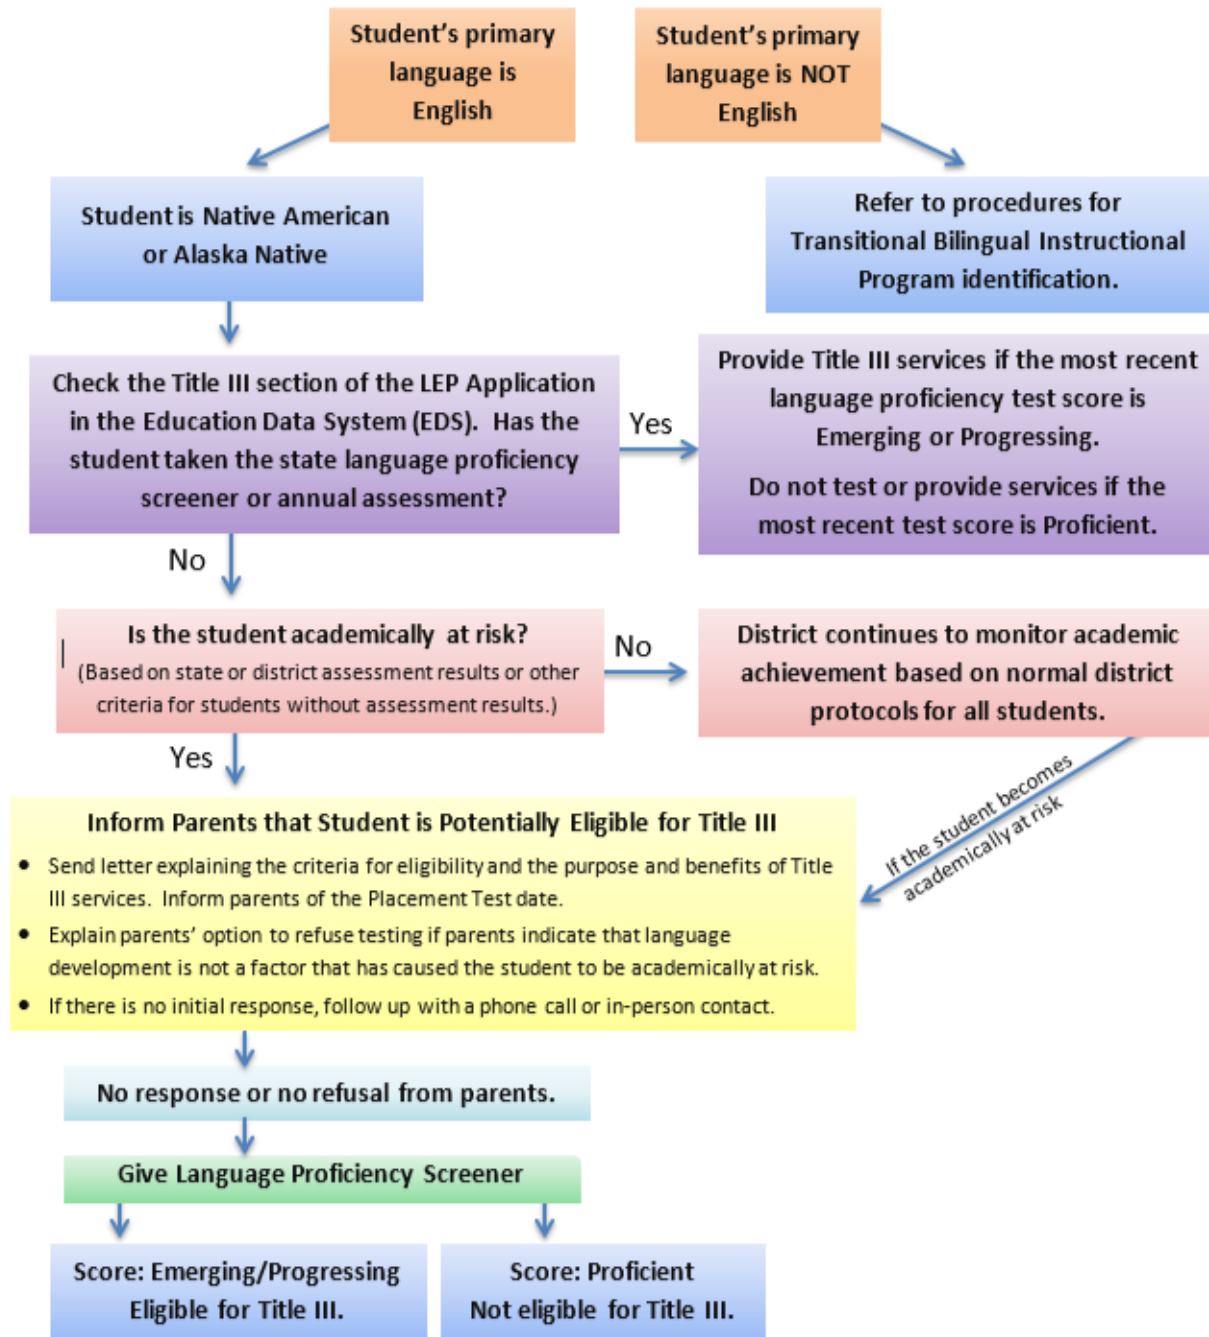 Student's primary
language is
English
Student's primary
language is NOT
English
Student is Native American
or Alaska Native
Refer to procedures for
Transitional Bilingual Instructional
Program identification.
Check the Title III section of the LEP Application
in the Education Data System (EDS).  Has the
student taken the state language proficiency
screener or annual assessment?
Yes
Provide Title III services if the most recent
language proficiency test score is
Emerging or Progressing.
Do not test or provide services if the
most recent test score is Proficient.
No
Is the student academically at risk?
(Based on state or district assessment results or other
criteria for students without assessment results.)
No
District continues to monitor academic
achievement based on normal district
protocols for all students.
Yes
If the student becomes
academically at risk
Inform Parents that Student is Potentially Eligible for Title III
• Send letter explaining the criteria for eligibility and the purpose and benefits of Title
III services.  Inform parents of the Placement Test date.
• Explain parents' option to refuse testing if parents indicate that language
development is not a factor that has caused the student to be academically at risk.
• If there is no initial response, follow up with a phone call or in-person contact.
No response or no refusal from parents.
Give Language Proficiency Screener
Score: Emerging/Progressing
Eligible for Title III.
Score: Proficient
Not eligible for Title III.